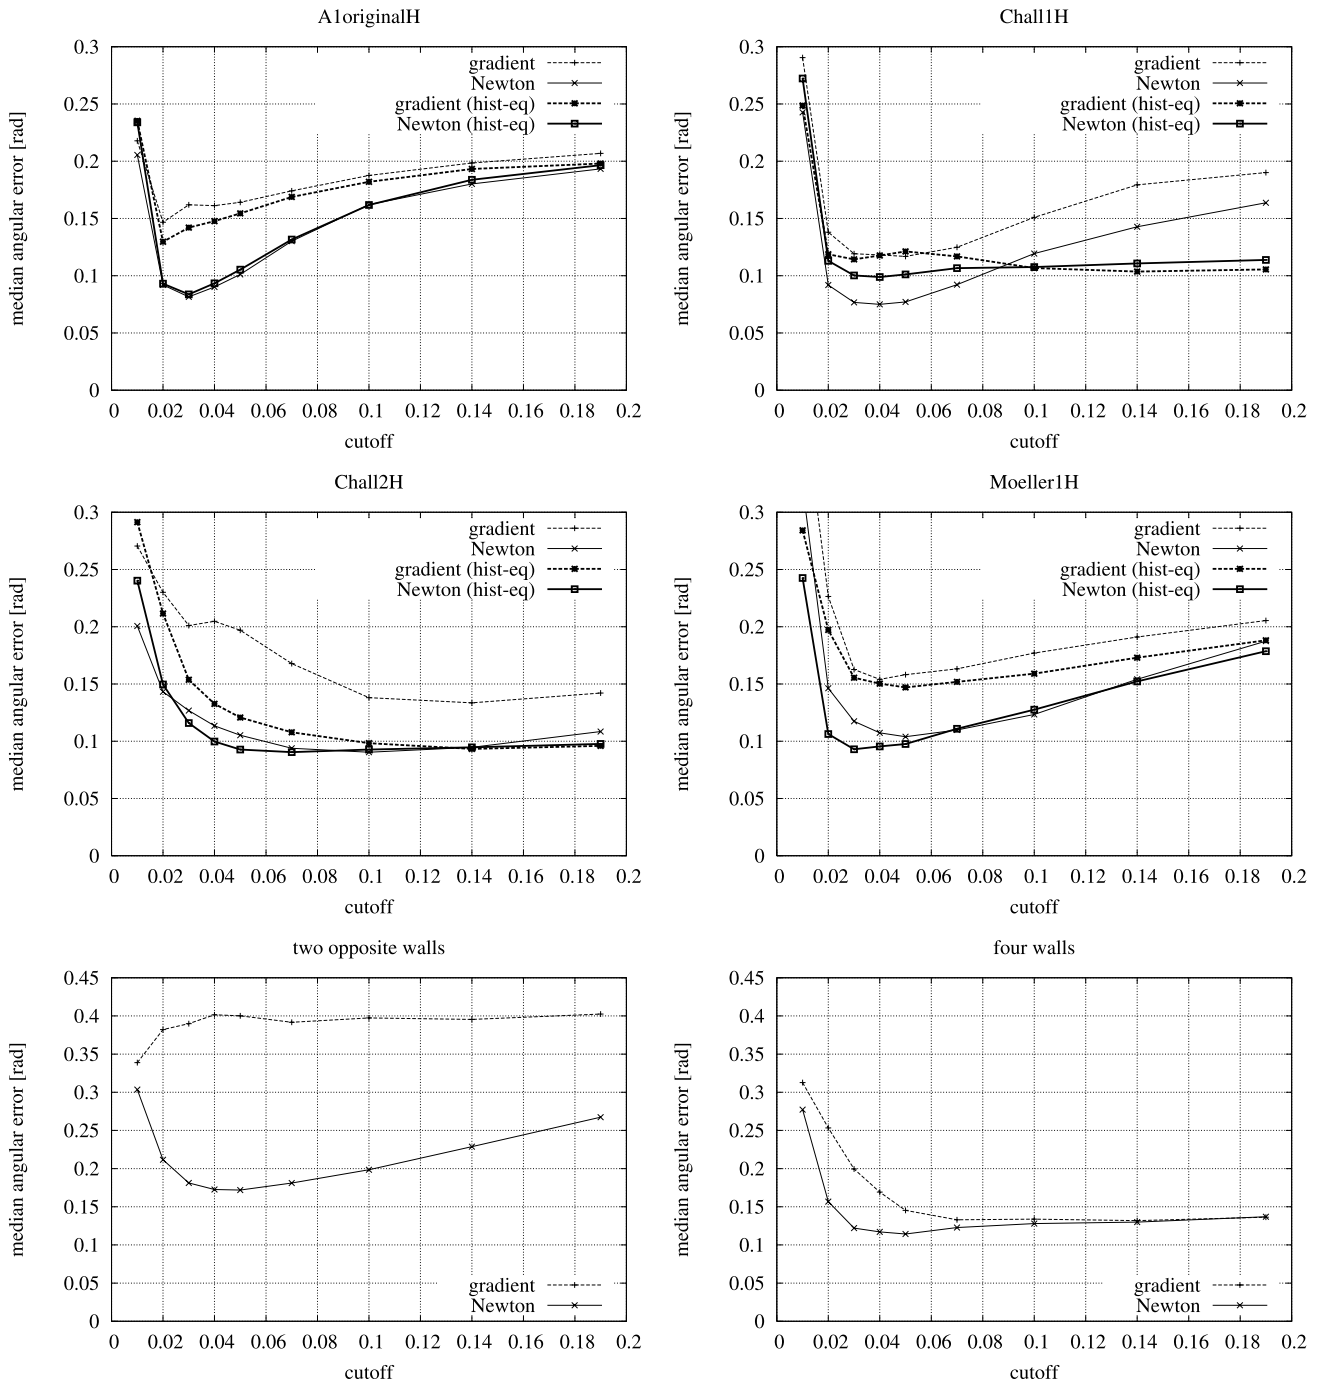 A1originalH
median angular error [rad]
0.3
0.25
0.2
0.15
0.1
0.05
0
gradient
Newton
gradient (hist-eq)
Newton (hist-eq)
0 0.02 0.04 0.06 0.08 0.1 0.12 0.14 0.16 0.18 0.2
cutoff
Chall1H
median angular error [rad]
0.3
0.25
0.2
0.15
0.1
0.05
0
gradient
Newton
gradient (hist-eq)
Newton (hist-eq)
0 0.02 0.04 0.06 0.08 0.1 0.12 0.14 0.16 0.18 0.2
cutoff
Chall2H
median angular error [rad]
0.3
0.25
0.2
0.15
0.1
0.05
0
gradient
Newton
gradient (hist-eq)
Newton (hist-eq)
0 0.02 0.04 0.06 0.08 0.1 0.12 0.14 0.16 0.18 0.2
cutoff
Moeller1H
median angular error [rad]
0.3
0.25
0.2
0.15
0.1
0.05
0
gradient
Newton
gradient (hist-eq)
Newton (hist-eq)
0 0.02 0.04 0.06 0.08 0.1 0.12 0.14 0.16 0.18 0.2
cutoff
two opposite walls
median angular error [rad]
0.45
0.4
0.35
0.3
0.25
0.2
0.15
0.1
0.05
0
gradient
Newton
0 0.02 0.04 0.06 0.08 0.1 0.12 0.14 0.16 0.18 0.2
cutoff
four walls
median angular error [rad]
0.45
0.4
0.35
0.3
0.25
0.2
0.15
0.1
0.05
0
gradient
Newton
0 0.02 0.04 0.06 0.08 0.1 0.12 0.14 0.16 0.18 0.2
cutoff